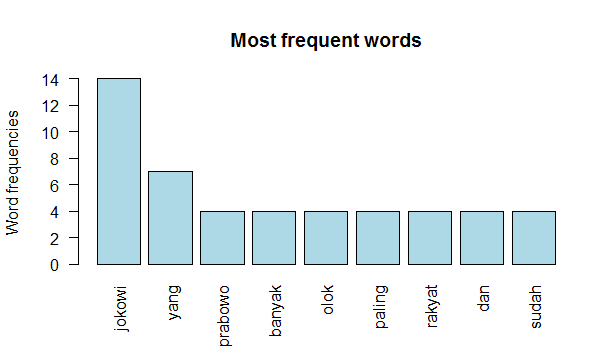 Most frequent words
Word frequencies
14
12
10
8
6
4
2
0
jokowi
yang
prabowo
banyak
olok
paling
rakyat
dan
sudah